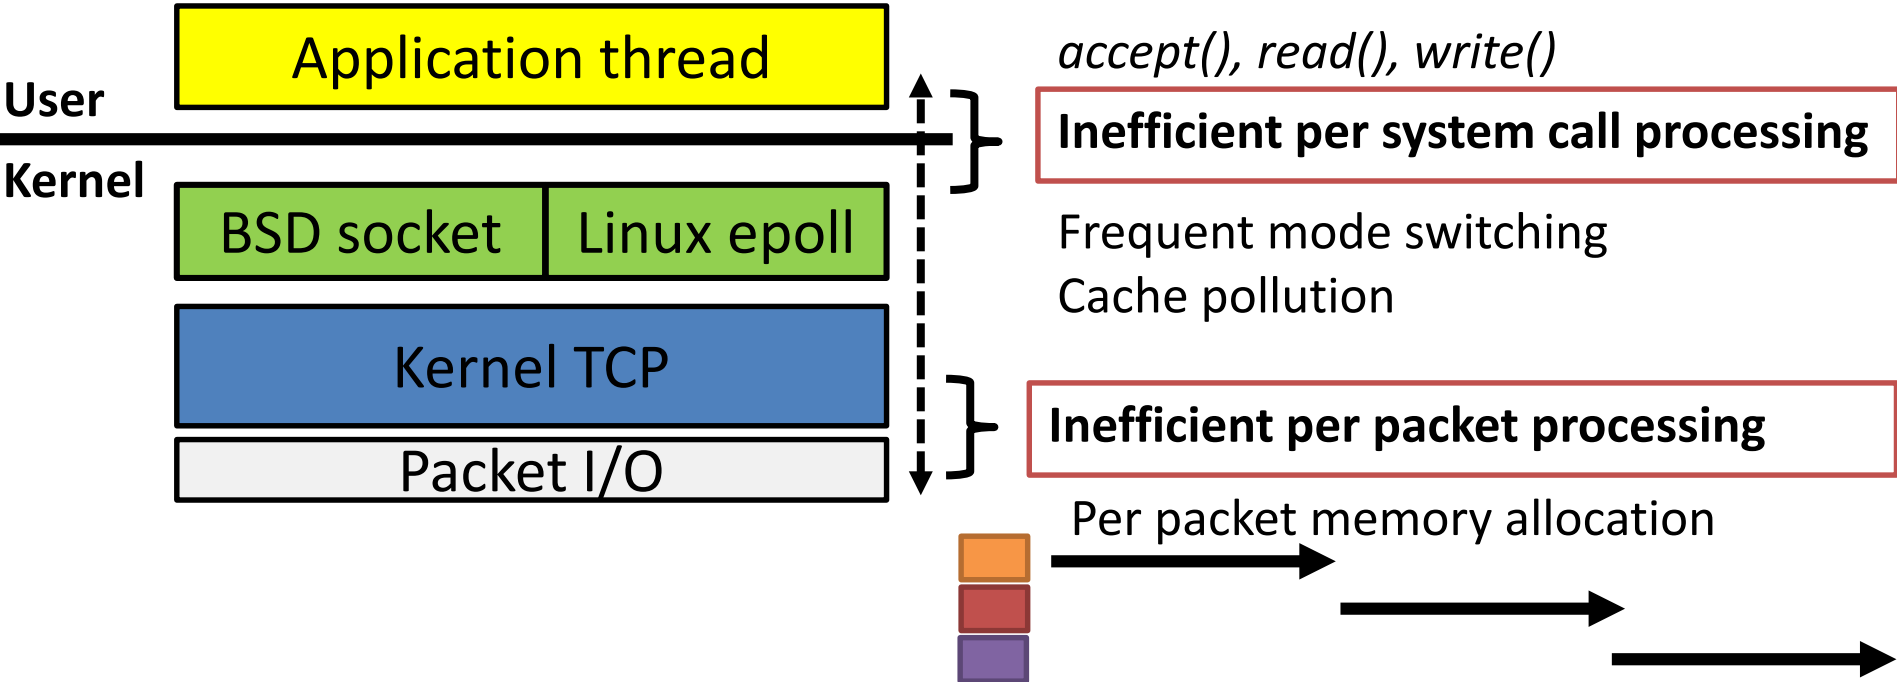 Application thread
User
Kernel
BSD socket
Linux epoll
Kernel TCP
Packet I/O
accept(), read(), write()
Inefficient per system call processing
Frequent mode switching
Cache pollution
Inefficient per packet processing
Per packet memory allocation